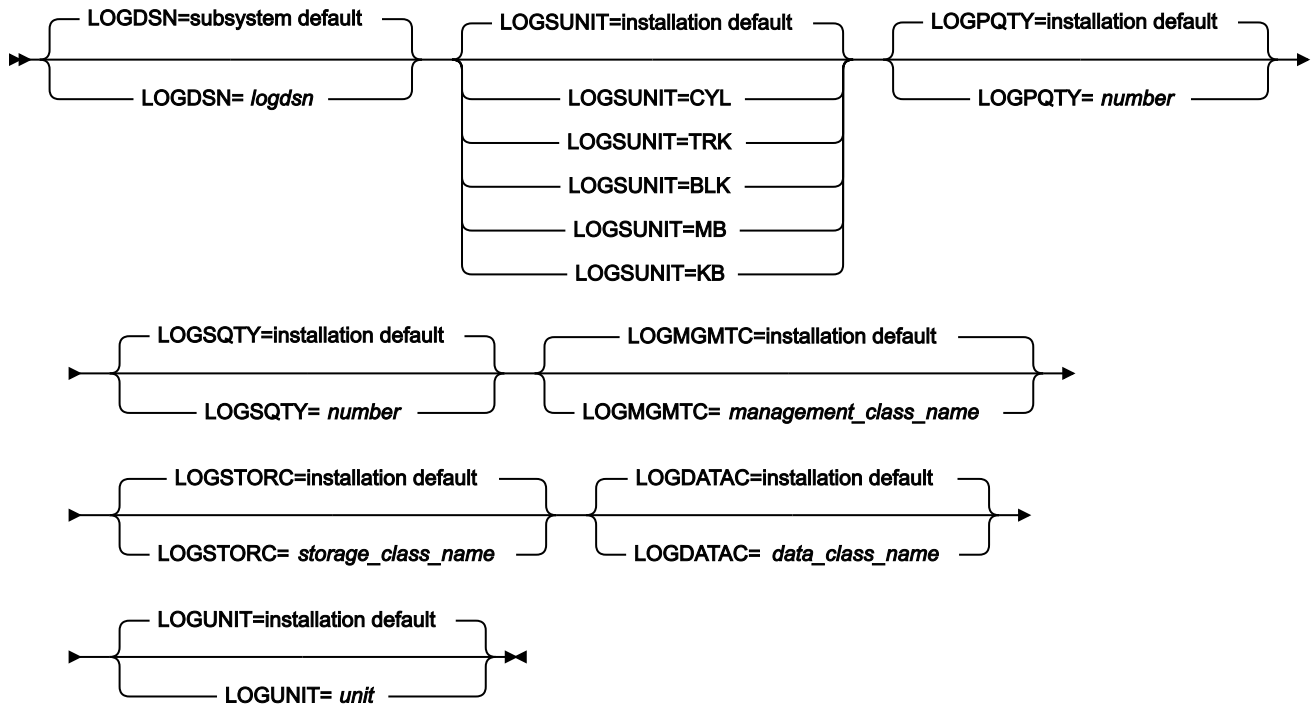 LOGDSN=subsystem default
LOGDSN= logdsn
LOGSUNIT=installation default
LOGSUNIT=CYL
LOGSUNIT=TRK
LOGSUNIT=BLK
LOGSUNIT=MB
LOGSUNIT=KB
LOGPQTY=installation default
LOGPQTY= number
LOGSQTY=installation default
LOGSQTY= number
LOGMGMTC=installation default
LOGMGMTC= management_class_name
LOGSTORC=installation default
LOGSTORC= storage_class_name
LOGDATAC=installation default
LOGDATAC= data_class_name
LOGUNIT=installation default
LOGUNIT= unit